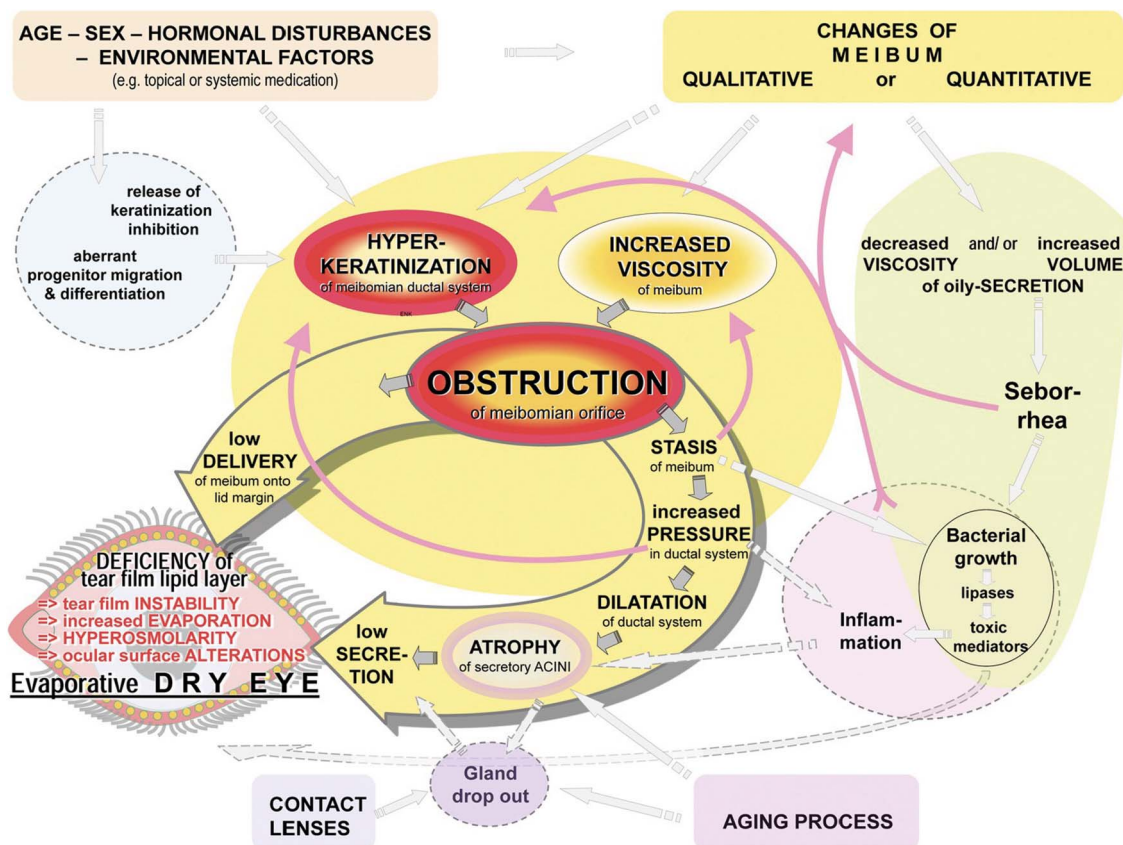 AGE – SEX – HORMONAL DISTURBANCES
– ENVIRONMENTAL FACTORS
(e.g. topical or systemic medication)
CHANGES OF
M E I B U M
QUALITATIVE or QUANTITATIVE
release of
keratinization
inhibition
aberrant
progenitor migration
& differentiation
HYPER-
KERATINIZATION
of meibomian ductal system
ENK
INCREASED
VISCOSITY
of meibum
decreased and/ or increased
VISCOSITY VOLUME
of oily-SECRETION
OBSTRUCTION
of meibomian orifice
Sebor-
rhea
low
DELIVERY
of meibum onto
lid margin
STASIS
of meibum
increased
PRESSURE
in ductal system
DILATATION
of ductal system
Bacterial
growth
lipases
toxic
mediators
Inflam-
mation
DEFICIENCY of
tear film lipid layer
=> tear film INSTABILITY
=> increased EVAPORATION
=> HYPEROSMOLARITY
=> ocular surface ALTERATIONS
Evaporative D R Y E Y E
low
SECRE-
TION
ATROPHY
of secretory ACINI
Gland
drop out
CONTACT
LENSES
AGING PROCESS